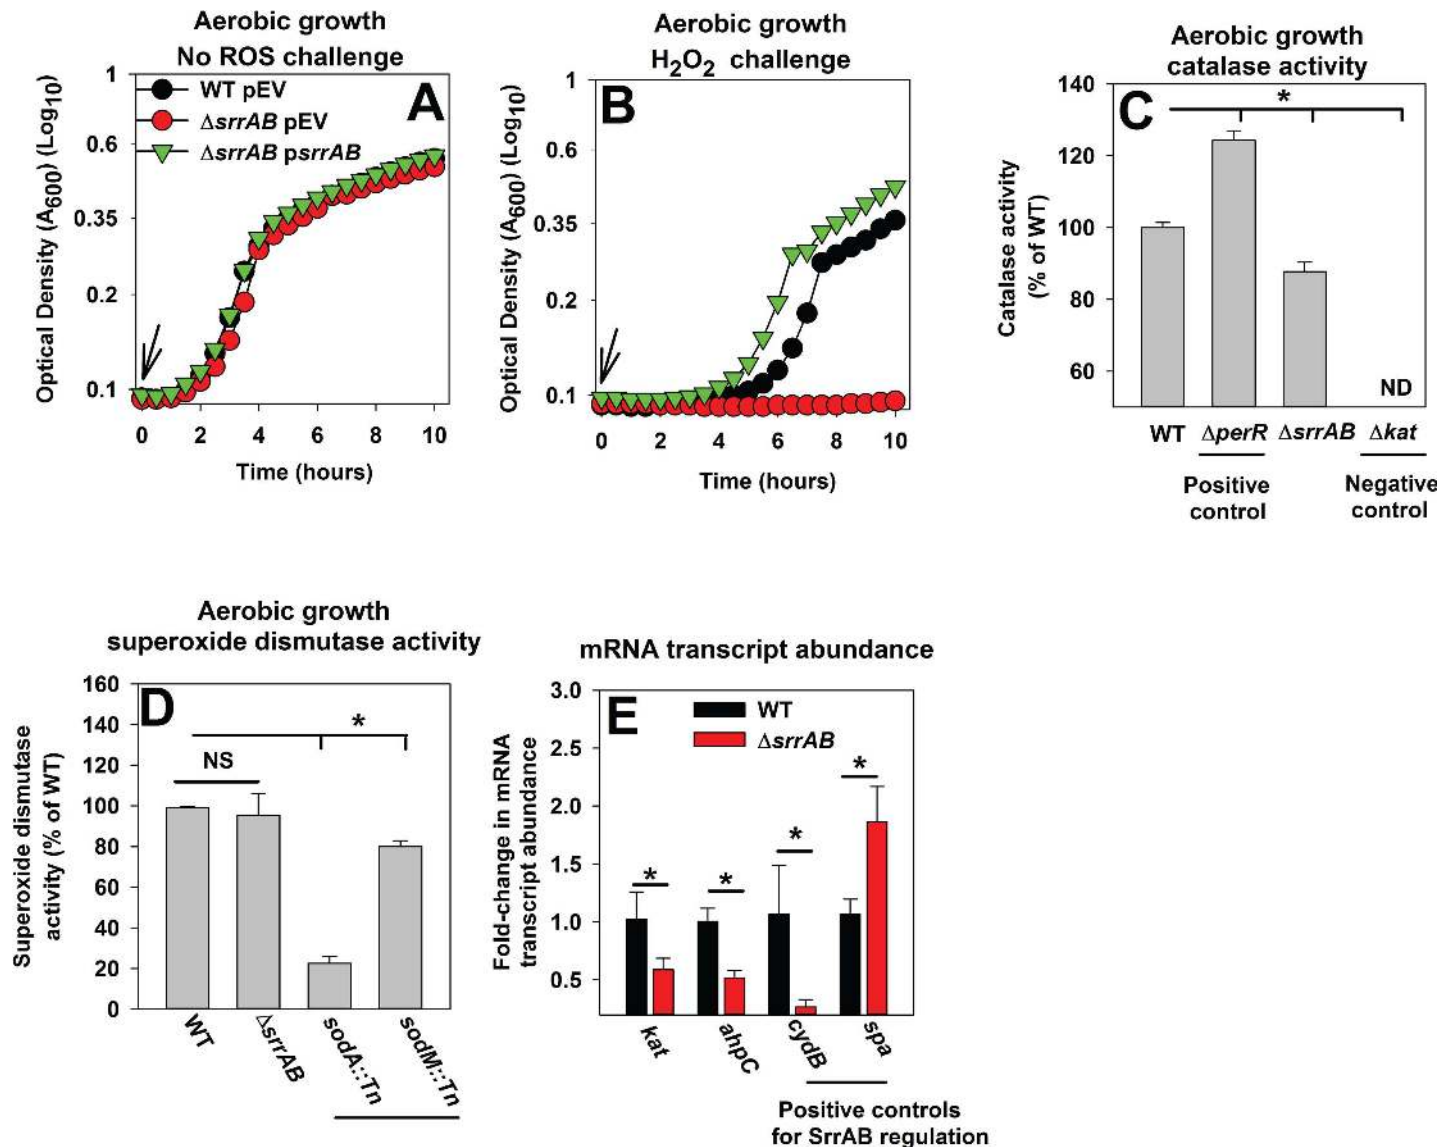 Aerobic growth
No ROS challenge
A
WT pEV
ΔsrrAB pEV
ΔsrrAB psrrAB
Optical Density (A600) (Log10)
1
0.6
0.35
0.2
0.1
0 2 4 6 8 10
Time (hours)
Aerobic growth
H2O2 challenge
B
Optical Density (A600) (Log10)
1
0.6
0.35
0.2
0.1
0 2 4 6 8 10
Time (hours)
Aerobic growth
catalase activity
C
*
Catalase activity
(% of WT)
140
120
100
80
60
ND
WT ΔperR ΔsrrAB Δkat
Positive
control
Negative
control
Aerobic growth
superoxide dismutase activity
D
*
NS
Superoxide dismutase
activity (% of WT)
160
140
120
100
80
60
40
20
0
WT
ΔsrrAB
sodA::Tn
sodM::Tn
mRNA transcript abundance
E
WT
ΔsrrAB
Fold-change in mRNA
transcript abundance
3.0
2.5
2.0
1.5
1.0
0.5
* * * *
kat
ahpC
cydB
spa
Positive controls
for SrrAB regulation